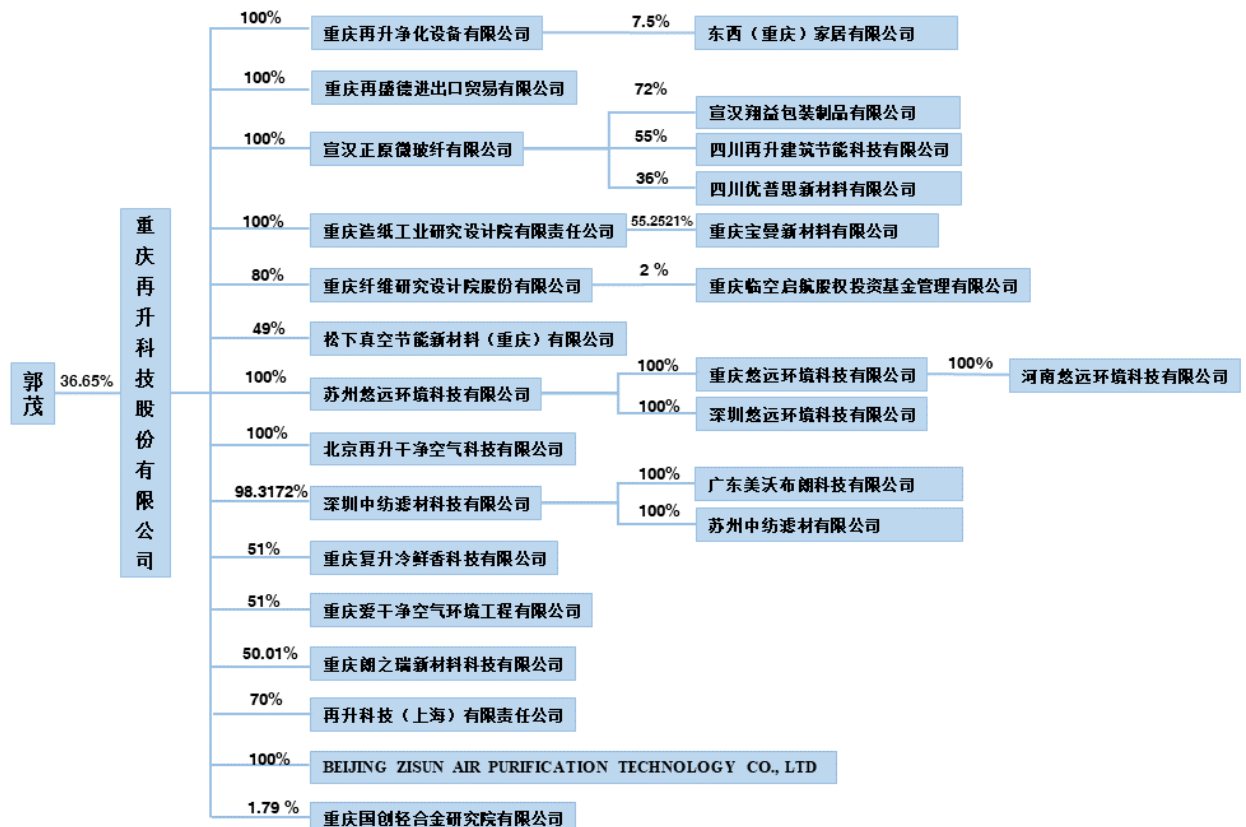 郭茂
36.65%
重庆再升科技股份有限公司
100%
重庆再升净化设备有限公司
7.5%
东西（重庆）家居有限公司
100%
重庆再盛德进出口贸易有限公司
100%
宣汉正原微玻纤有限公司
72%
宣汉翔益包装制品有限公司
55%
四川再升建筑节能科技有限公司
36%
四川优普思新材料有限公司
100%
重庆造纸工业研究设计院有限责任公司
55.2521%
重庆宝曼新材料有限公司
80%
重庆纤维研究设计院股份有限公司
2 %
重庆临空启航股权投资基金管理有限公司
49%
松下真空节能新材料（重庆）有限公司
100%
苏州悠远环境科技有限公司
100%
重庆悠远环境科技有限公司
100%
河南悠远环境科技有限公司
100%
深圳悠远环境科技有限公司
100%
北京再升干净空气科技有限公司
98.3172%
深圳中纺滤材科技有限公司
100%
广东美沃布朗科技有限公司
100%
苏州中纺滤材有限公司
51%
重庆复升冷鲜香科技有限公司
51%
重庆爱干净空气环境工程有限公司
50.01%
重庆朗之瑞新材料科技有限公司
70%
再升科技（上海）有限责任公司
100%
BEIJING ZISUN AIR PURIFICATION TECHNOLOGY CO., LTD
1.79 %
重庆国创轻合金研究院有限公司